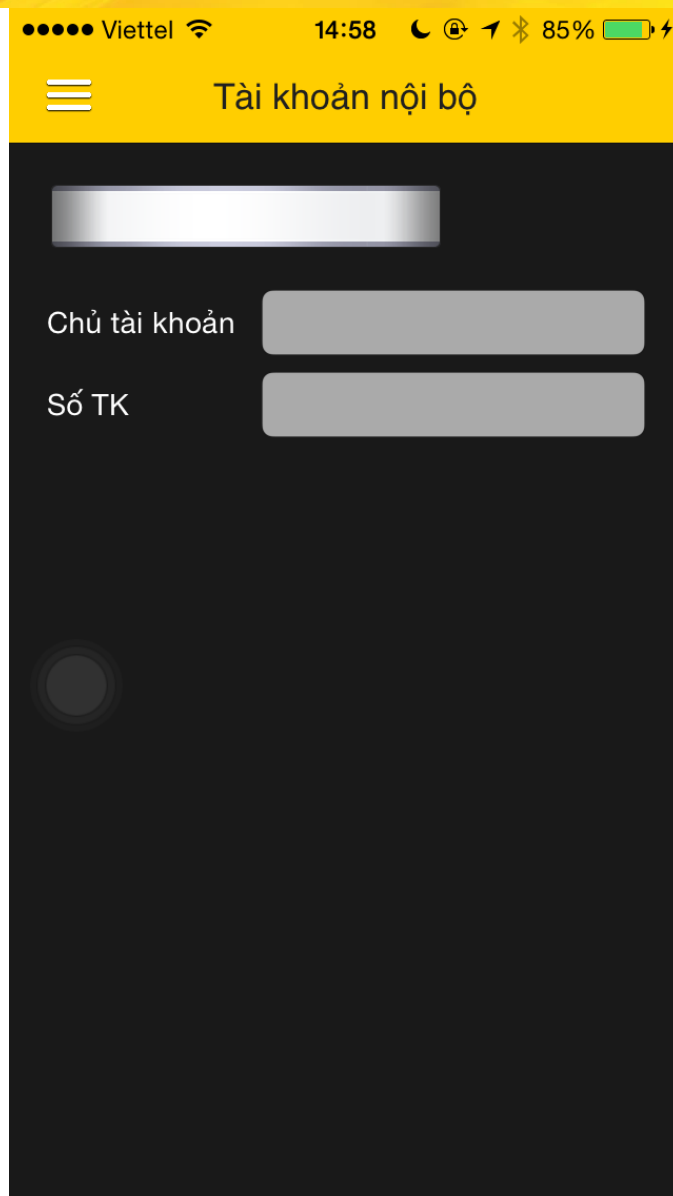 Viettel 14:58 85%
Tài khoản nội bộ
Chủ tài khoản
Số TK